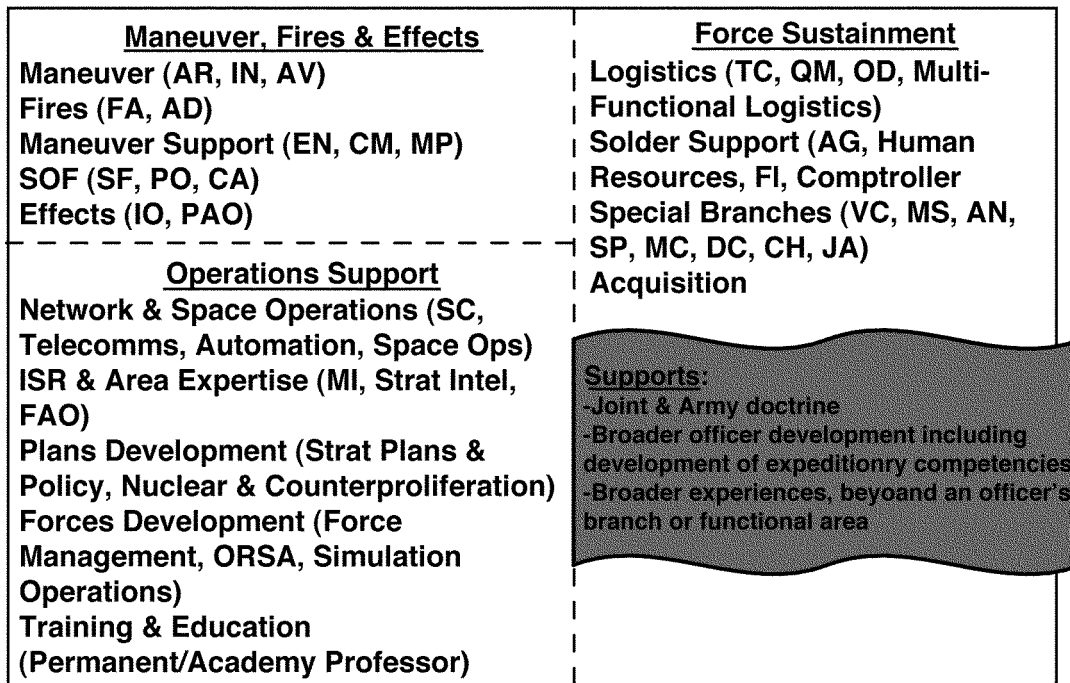 Maneuver, Fires & Effects
Maneuver (AR, IN, AV)
Fires (FA, AD)
Maneuver Support (EN, CM, MP)
SOF (SF, PO, CA)
Effects (IO, PAO)
Operations Support
Network & Space Operations (SC,
Telecomms, Automation, Space Ops)
ISR & Area Expertise (MI, Strat Intel,
FAO)
Plans Development (Strat Plans &
Policy, Nuclear & Counterproliferation)
Forces Development (Force
Management, ORSA, Simulation
Operations)
Training & Education
(Permanent/Academy Professor)
Force Sustainment
Logistics (TC, QM, OD, Multi-
Functional Logistics)
Solder Support (AG, Human
Resources, FI, Comptroller
Special Branches (VC, MS, AN,
SP, MC, DC, CH, JA)
Acquisition
Supports:
-Joint & Army doctrine
-Broader officer development including
development of expeditionry competencies
-Broader experiences, beyoand an officer's
branch or functional area